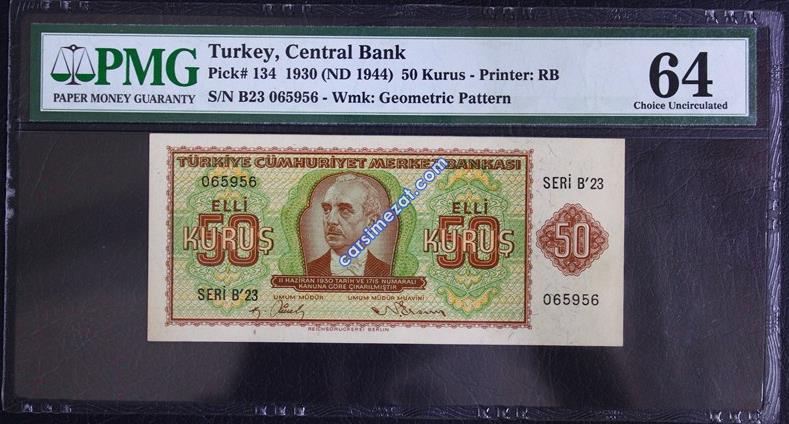 PMG
PAPER MONEY GUARANTY
Turkey, Central Bank
Pick# 134 1930 (ND 1944) 50 Kurus - Printer: RB
S/N B23 065956 - Wmk: Geometric Pattern
64
Choice Uncirculated
TÜRKİYE CÜMHURİYET MERKEZ BANKASI
065956
ELLİ
50
KURUŞ
ELLİ
50
KURUŞ
SERİ B'23
50
065956
II HAZİRAN 1930 TARİH VE 1715 NUMARALI
KANUNA GÖRE ÇIKARILMIŞTIR
SERİ B'23
UMUM MÜDÜR
UMUM MÜDÜR MUAVİNİ
REICHSDRUCKEREI BERLIN
carsimezat.com